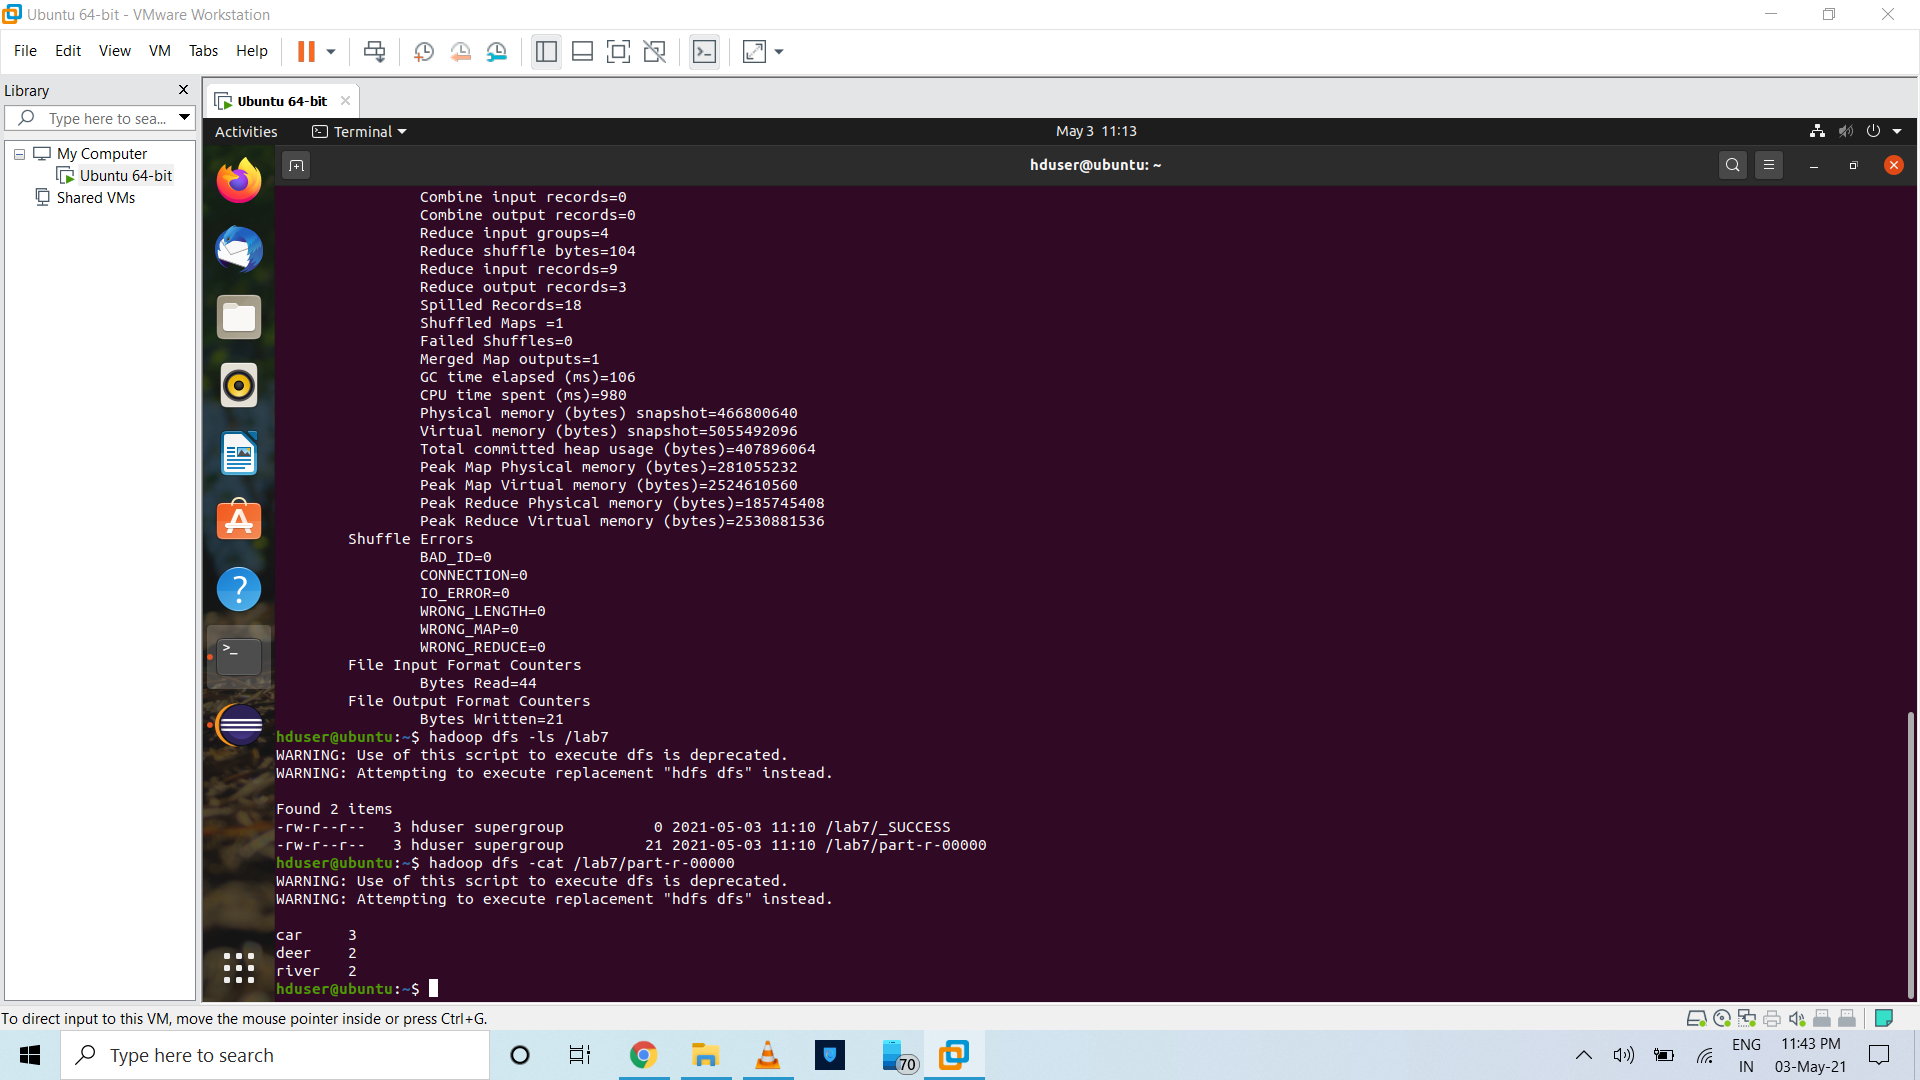 Ubuntu 64-bit - VMware Workstation
File Edit View VM Tabs Help
Library
Type here to sea...
My Computer
Ubuntu 64-bit
Shared VMs
Ubuntu 64-bit
Activities Terminal May 3 11:13
hduser@ubuntu: ~
Combine input records=0
Combine output records=0
Reduce input groups=4
Reduce shuffle bytes=104
Reduce input records=9
Reduce output records=3
Spilled Records=18
Shuffled Maps =1
Failed Shuffles=0
Merged Map outputs=1
GC time elapsed (ms)=106
CPU time spent (ms)=980
Physical memory (bytes) snapshot=466800640
Virtual memory (bytes) snapshot=5055492096
Total committed heap usage (bytes)=407896064
Peak Map Physical memory (bytes)=281055232
Peak Map Virtual memory (bytes)=2524610560
Peak Reduce Physical memory (bytes)=185745408
Peak Reduce Virtual memory (bytes)=2530881536
Shuffle Errors
BAD_ID=0
CONNECTION=0
IO_ERROR=0
WRONG_LENGTH=0
WRONG_MAP=0
WRONG_REDUCE=0
File Input Format Counters
Bytes Read=44
File Output Format Counters
Bytes Written=21
hduser@ubuntu:~$ hadoop dfs -ls /lab7
WARNING: Use of this script to execute dfs is deprecated.
WARNING: Attempting to execute replacement "hdfs dfs" instead.
Found 2 items
-rw-r--r-- 3 hduser supergroup 0 2021-05-03 11:10 /lab7/_SUCCESS
-rw-r--r-- 3 hduser supergroup 21 2021-05-03 11:10 /lab7/part-r-00000
hduser@ubuntu:~$ hadoop dfs -cat /lab7/part-r-00000
WARNING: Use of this script to execute dfs is deprecated.
WARNING: Attempting to execute replacement "hdfs dfs" instead.
car 3
deer 2
river 2
hduser@ubuntu:~$
To direct input to this VM, move the mouse pointer inside or press Ctrl+G.
Type here to search
70
ENG
IN
11:43 PM
03-May-21